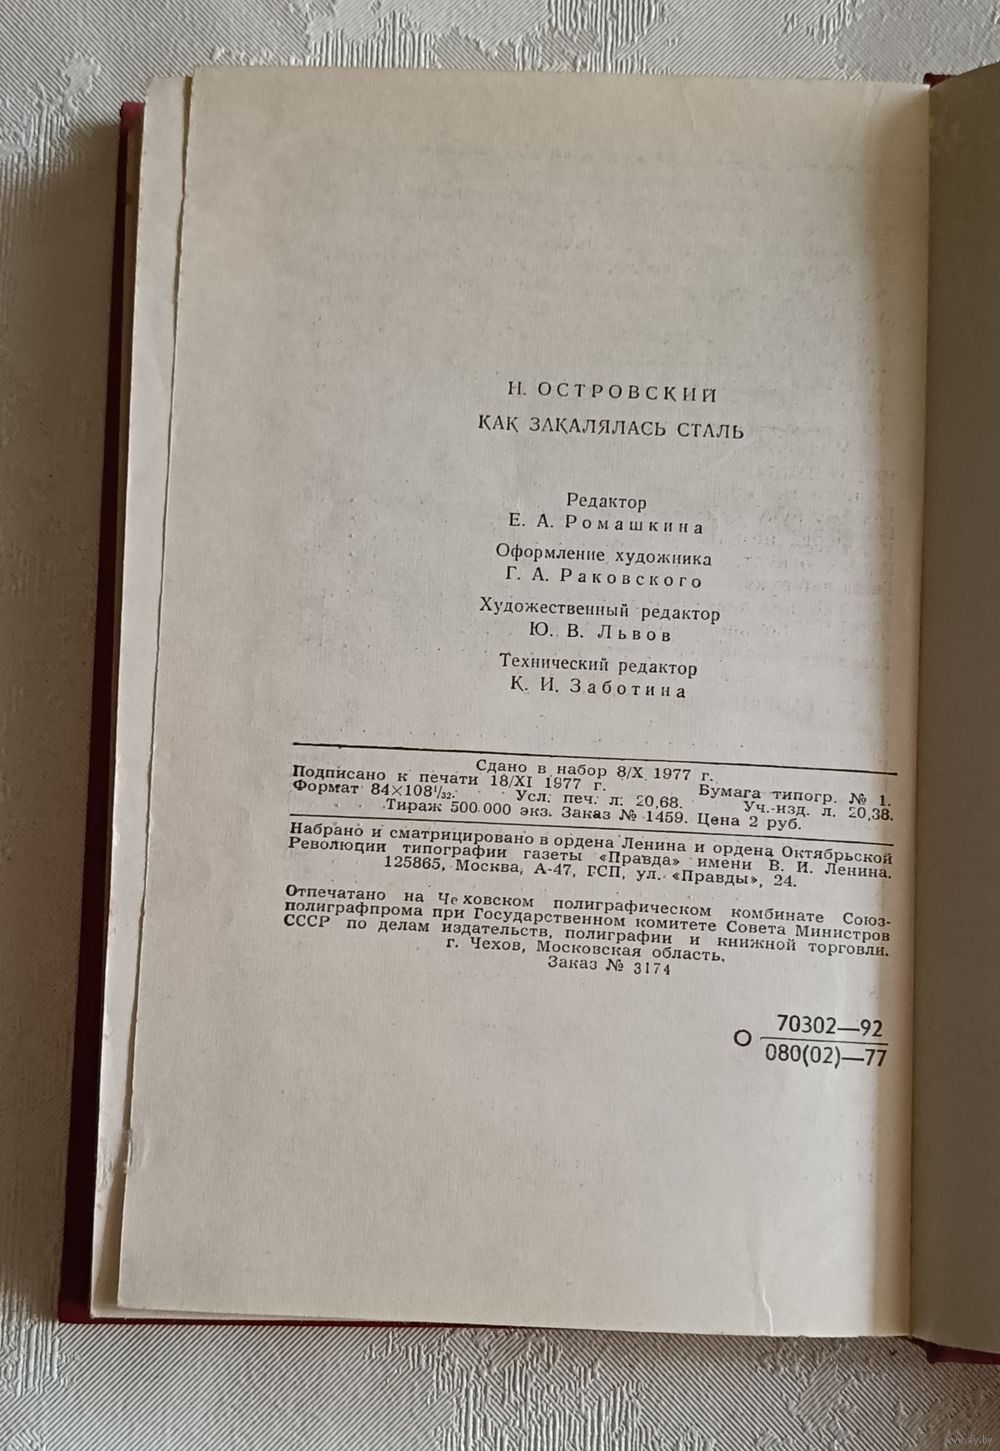 Н. ОСТРОВСКИЙ
КАК ЗАКАЛЯЛАСЬ СТАЛЬ
Редактор
Е. А. Ромашкина
Оформление художника
Г. А. Раковского
Художественный редактор
Ю. В. Львов
Технический редактор
К. И. Заботина
Сдано в набор 8/X 1977 г.
Подписано к печати 18/XI 1977 г. Бумага типогр. № 1.
Формат 84×108 1/32. Усл. печ. л. 20,68. Уч.-изд. л. 20,38.
Тираж 500 000 экз. Заказ № 1459. Цена 2 руб.
Набрано и сматрицировано в ордена Ленина и ордена Октябрьской
Революции типографии газеты «Правда» имени В. И. Ленина.
125865, Москва, А-47, ГСП, ул. «Правды», 24.
Отпечатано на Чеховском полиграфическом комбинате Союз-
полиграфпрома при Государственном комитете Совета Министров
СССР по делам издательств, полиграфии и книжной торговли.
г. Чехов, Московская область.
Заказ № 3174
О 70302—92
080(02)—77
www.ay.by